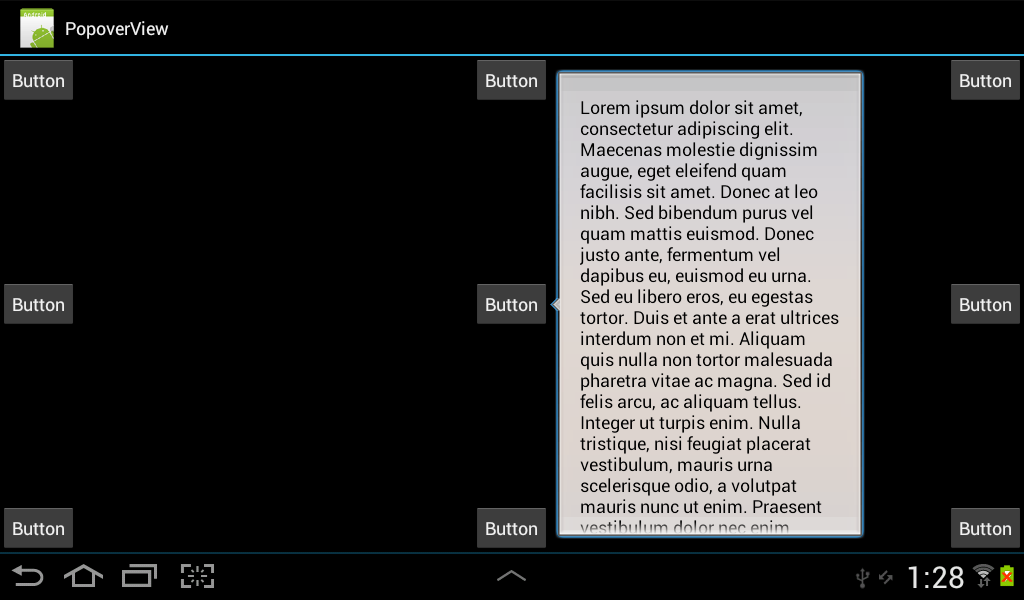 PopoverView
Button Button Button
Lorem ipsum dolor sit amet,
consectetur adipiscing elit.
Maecenas molestie dignissim
augue, eget eleifend quam
facilisis sit amet. Donec at leo
nibh. Sed bibendum purus vel
quam mattis euismod. Donec
justo ante, fermentum vel
dapibus eu, euismod eu urna.
Sed eu libero eros, eu egestas
Button Button Button
tortor. Duis et ante a erat ultrices
interdum non et mi. Aliquam
quis nulla non tortor malesuada
pharetra vitae ac magna. Sed id
felis arcu, ac aliquam tellus.
Integer ut turpis enim. Nulla
tristique, nisi feugiat placerat
vestibulum, mauris urna
scelerisque odio, a volutpat
mauris nunc ut enim. Praesent
vestibulum dolor nec enim
Button Button Button
1:28